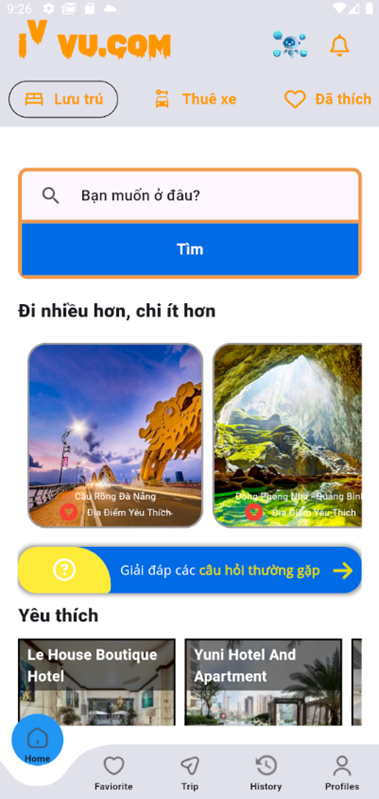 9:26
iV VU.COM
Lưu trú
Thuê xe
Đã thích
Bạn muốn ở đâu?
Tìm
Đi nhiều hơn, chi ít hơn
Cầu Rồng Đà Nẵng
Địa Điểm Yêu Thích
Động Phong Nha -Quảng Bình
Địa Điểm Yêu Thích
Giải đáp các câu hỏi thường gặp
Yêu thích
Le House Boutique
Hotel
Yuni Hotel And
Apartment
Home
Faviorite
Trip
History
Profiles